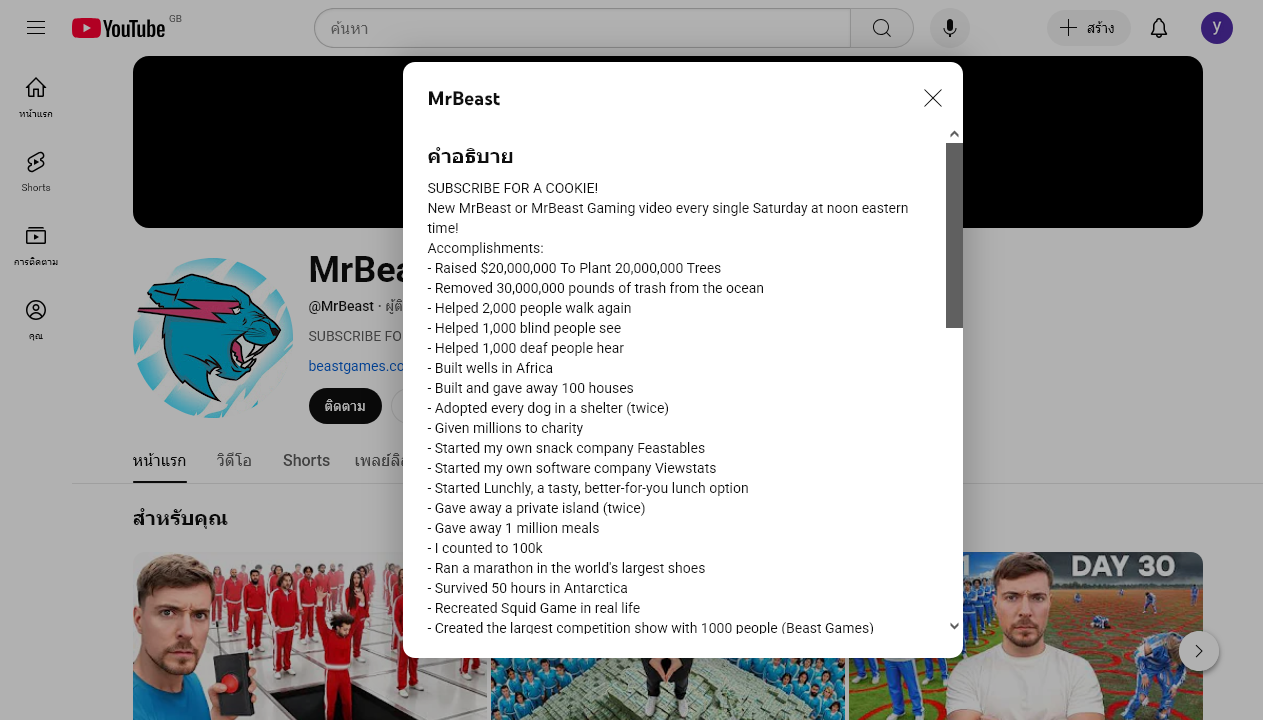 YouTube
GB
ค้นหา
สร้าง
y
หน้าแรก
Shorts
การติดตาม
คุณ
MrBea
@MrBeast
SUBSCRIBE FO
beastgames.co
ติดตาม
หน้าแรก
วิดีโอ
Shorts
สำหรับคุณ
MrBeast
คำอธิบาย
SUBSCRIBE FOR A COOKIE!
New MrBeast or MrBeast Gaming video every single Saturday at noon eastern
time!
Accomplishments:
- Raised $20,000,000 To Plant 20,000,000 Trees
- Removed 30,000,000 pounds of trash from the ocean
- Helped 2,000 people walk again
- Helped 1,000 blind people see
- Helped 1,000 deaf people hear
- Built wells in Africa
- Built and gave away 100 houses
- Adopted every dog in a shelter (twice)
- Given millions to charity
- Started my own snack company Feastables
- Started my own software company Viewstats
- Started Lunchly, a tasty, better-for-you lunch option
- Gave away a private island (twice)
- Gave away 1 million meals
- I counted to 100k
- Ran a marathon in the world's largest shoes
- Survived 50 hours in Antarctica
- Recreated Squid Game in real life
- Created the largest competition show with 1000 people (Beast Games)
DAY 30